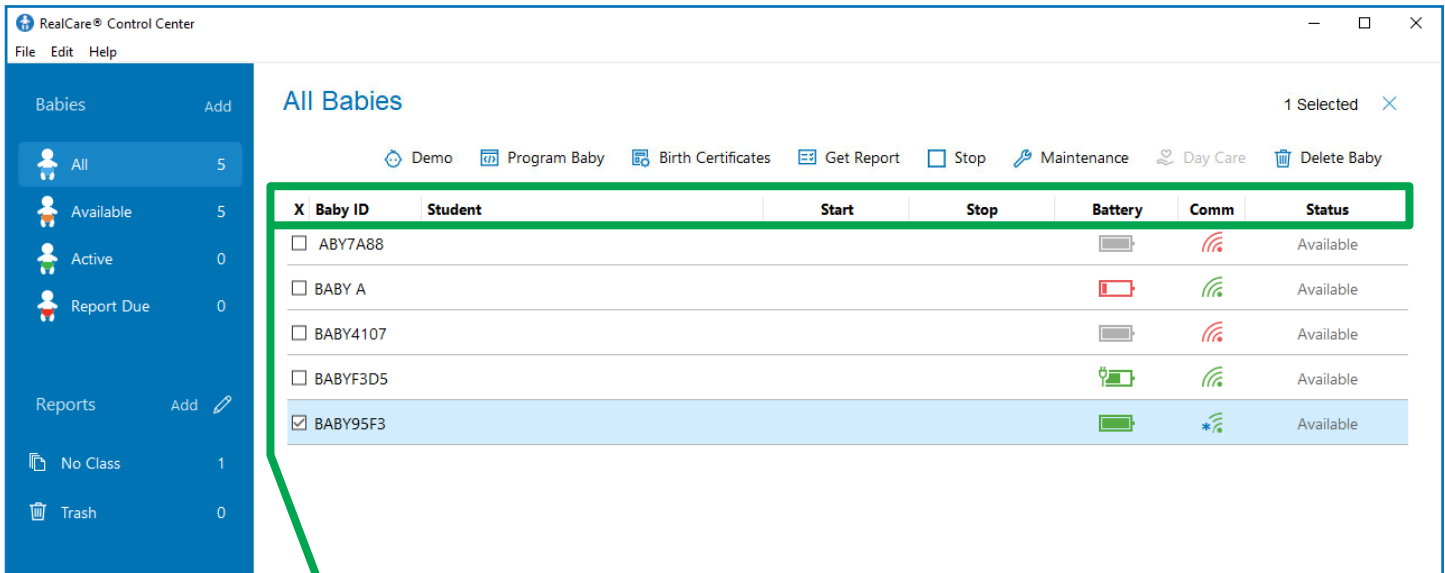 RealCare® Control Center
File Edit Help
Babies Add
All 5
Available 5
Active 0
Report Due 0
Reports Add
No Class 1
Trash 0
All Babies 1 Selected
Demo Program Baby Birth Certificates Get Report Stop Maintenance Day Care Delete Baby
X Baby ID Student Start Stop Battery Comm Status
ABY7A88 Available
BABY A Available
BABY4107 Available
BABYF3D5 Available
BABY95F3 * Available